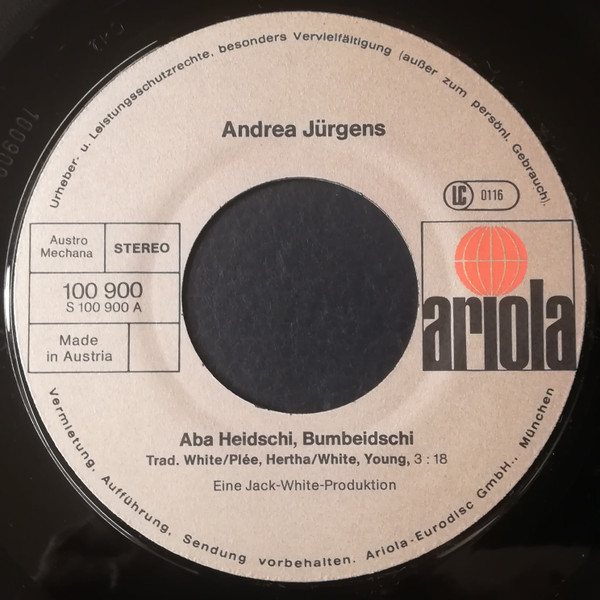 Urheber- u. Leistungsschutzrechte, besonders Vervielfältigung (außer zum persönl. Gebrauch).
Andrea Jürgens
LC 0116
Austro
Mechana
STEREO
100 900
S 100 900 A
Made
in Austria
ariola
Aba Heidschi, Bumbeidschi
Trad. White/Plée, Hertha/White, Young, 3 : 18
Eine Jack-White-Produktion
Vermietung, Aufführung, Sendung vorbehalten. Ariola-Eurodisc GmbH., München